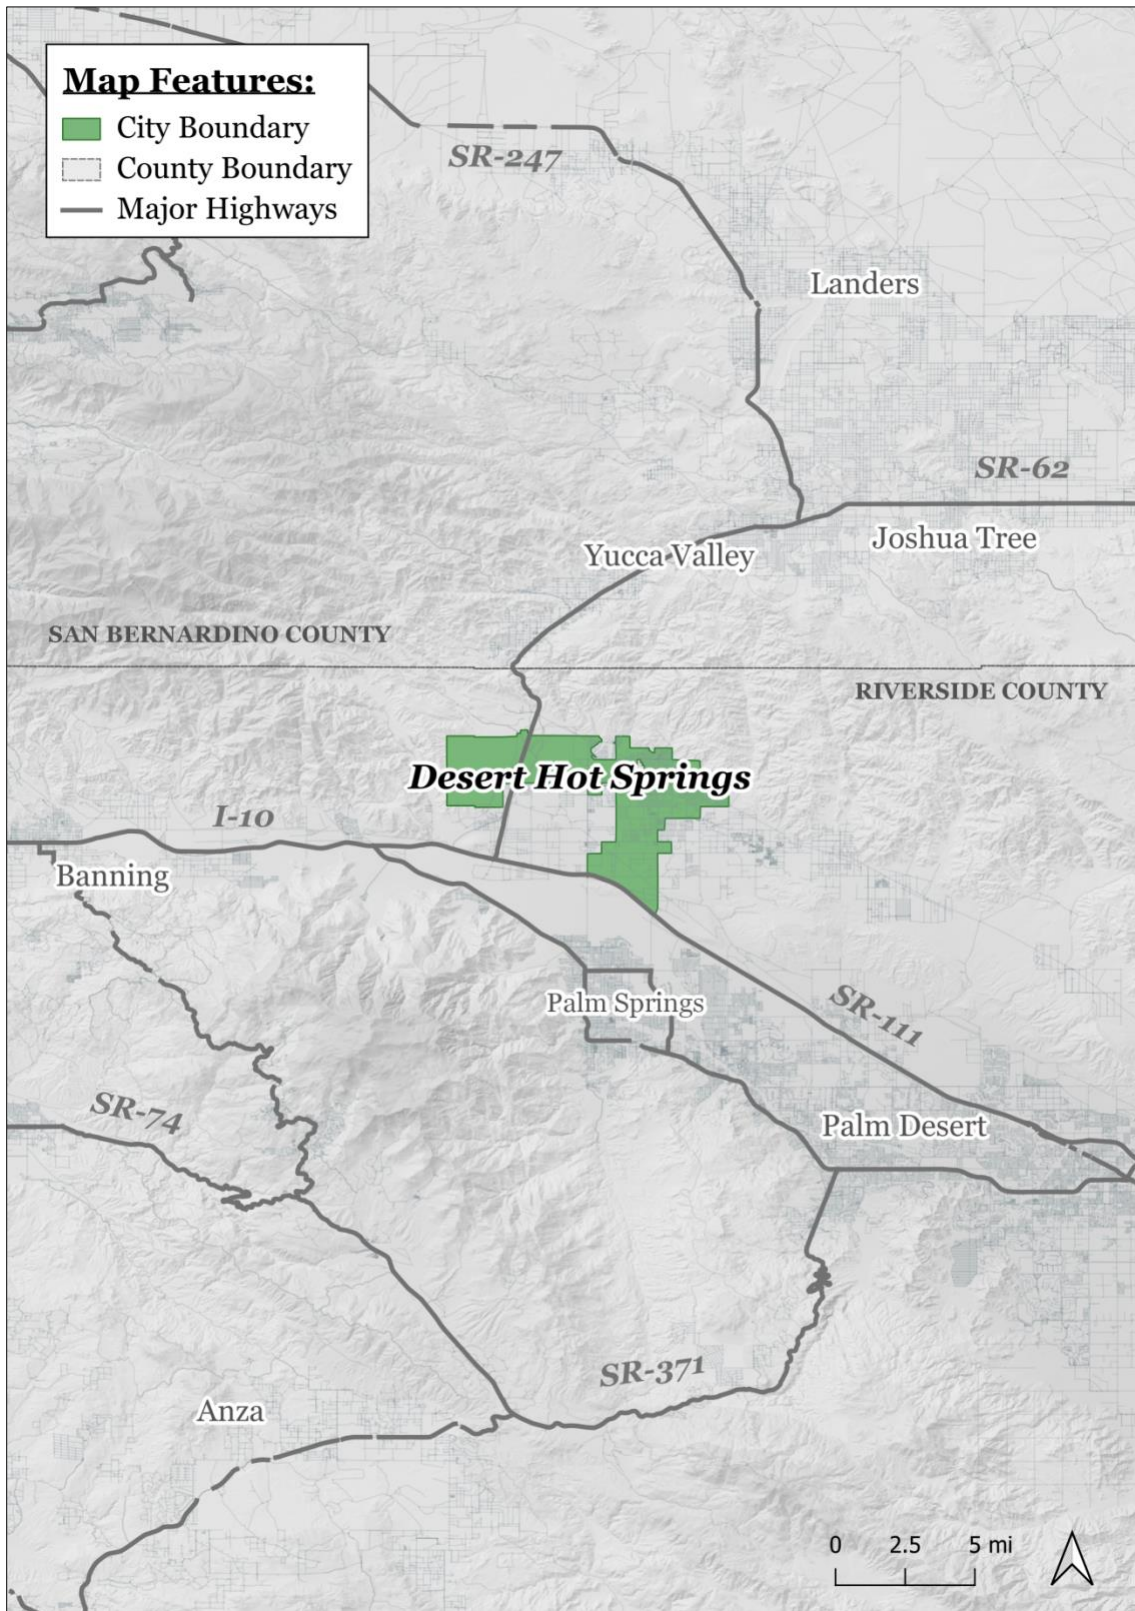 Map Features:
City Boundary
County Boundary
Major Highways
SR-247
Landers
SR-62
Joshua Tree
Yucca Valley
SAN BERNARDINO COUNTY
RIVERSIDE COUNTY
Desert Hot Springs
I-10
Banning
Palm Springs
SR-111
SR-74
Palm Desert
SR-371
Anza
0 2.5 5 mi